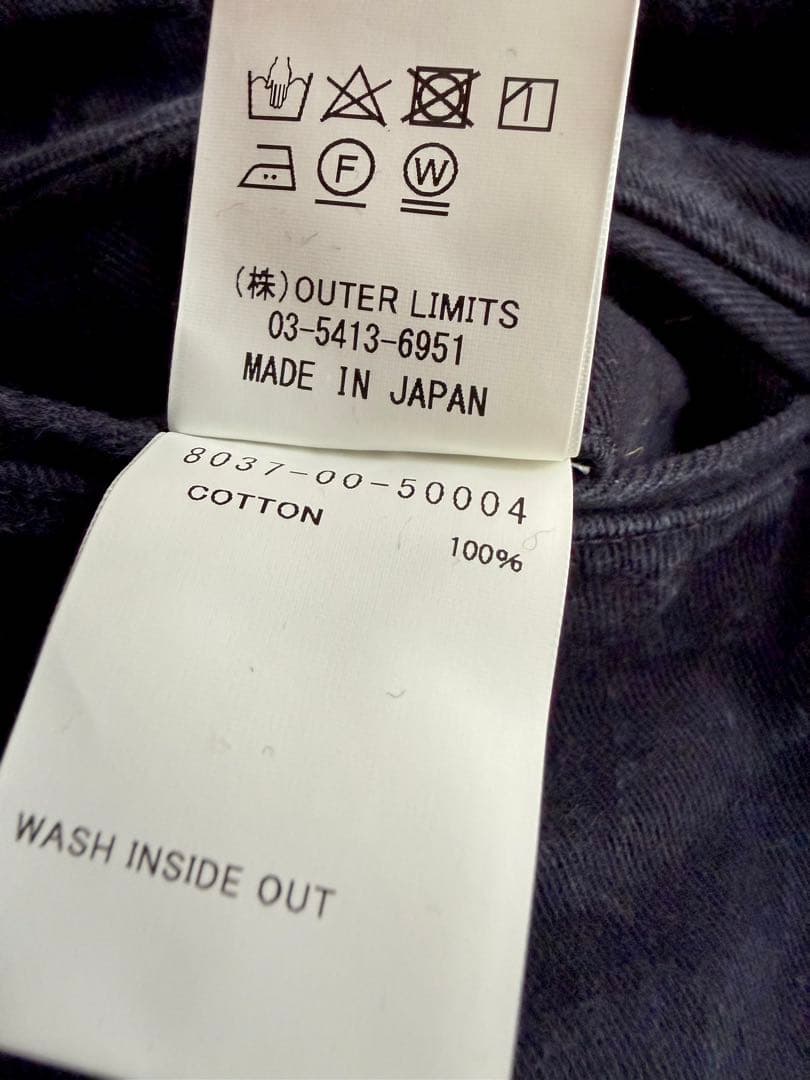 F W
(株)OUTER LIMITS
03-5413-6951
MADE IN JAPAN
8037-00-50004
COTTON
100%
WASH INSIDE OUT